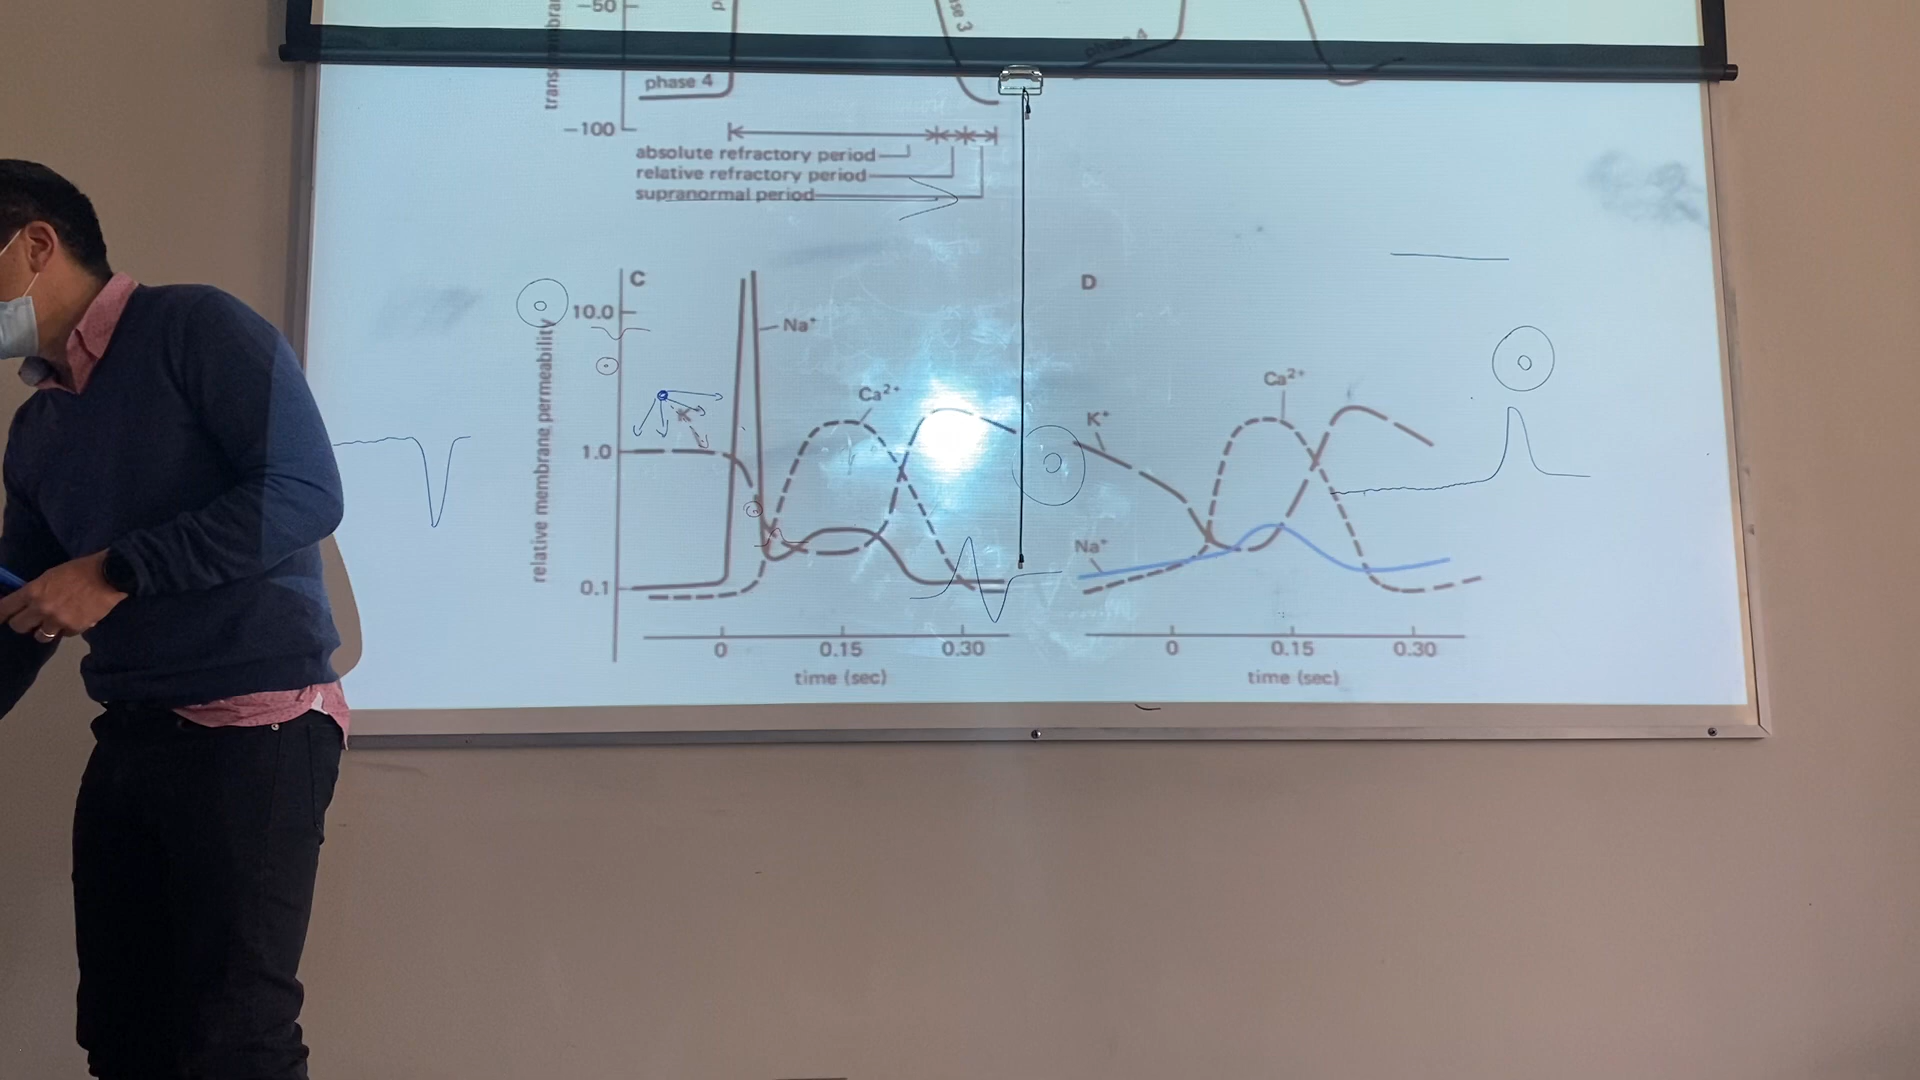 -50
phase 4
-100
absolute refractory period
relative refractory period
supranormal period
phase 4
C
relative membrane permeability
10.0
1.0
0.1
Na⁺
Ca²⁺
K
0
0.15
0.30
time (sec)
D
K⁺
Ca²⁺
Na⁺
0
0.15
0.30
time (sec)